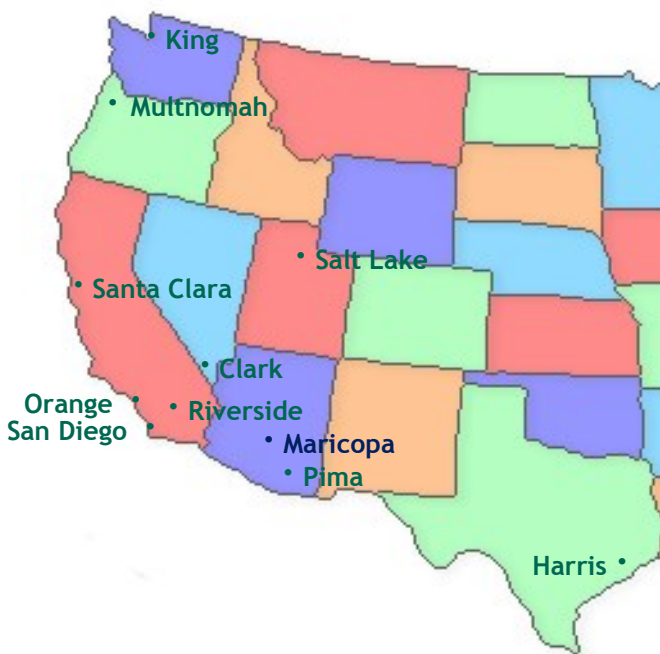 King
Multnomah
Salt Lake
Santa Clara
Clark
Orange
Riverside
San Diego
Maricopa
Pima
Harris